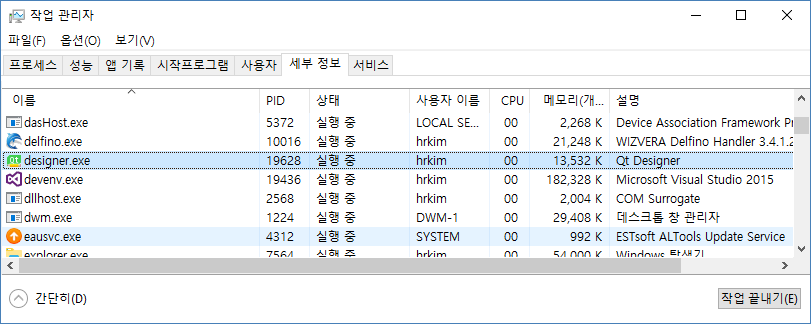 작업 관리자
파일(F) 옵션(O) 보기(V)
프로세스 성능 앱 기록 시작프로그램 사용자 세부 정보 서비스
이름 PID 상태 사용자 이름 CPU 메모리(개... 설명
dasHost.exe 5372 실행 중 LOCAL SE... 00 2,268 K Device Association Framework Pr
delfino.exe 10016 실행 중 hrkim 00 21,248 K WIZVERA Delfino Handler 3.4.1.2
designer.exe 19628 실행 중 hrkim 00 13,532 K Qt Designer
devenv.exe 19436 실행 중 hrkim 00 182,328 K Microsoft Visual Studio 2015
dllhost.exe 2568 실행 중 hrkim 00 2,004 K COM Surrogate
dwm.exe 1224 실행 중 DWM-1 00 29,408 K 데스크톱 창 관리자
eausvc.exe 4312 실행 중 SYSTEM 00 992 K ESTsoft ALTools Update Service
explorer.exe 7564 실행 중 hrkim 00 54,000 K Windows 탐색기
간단히(D) 작업 끝내기(E)